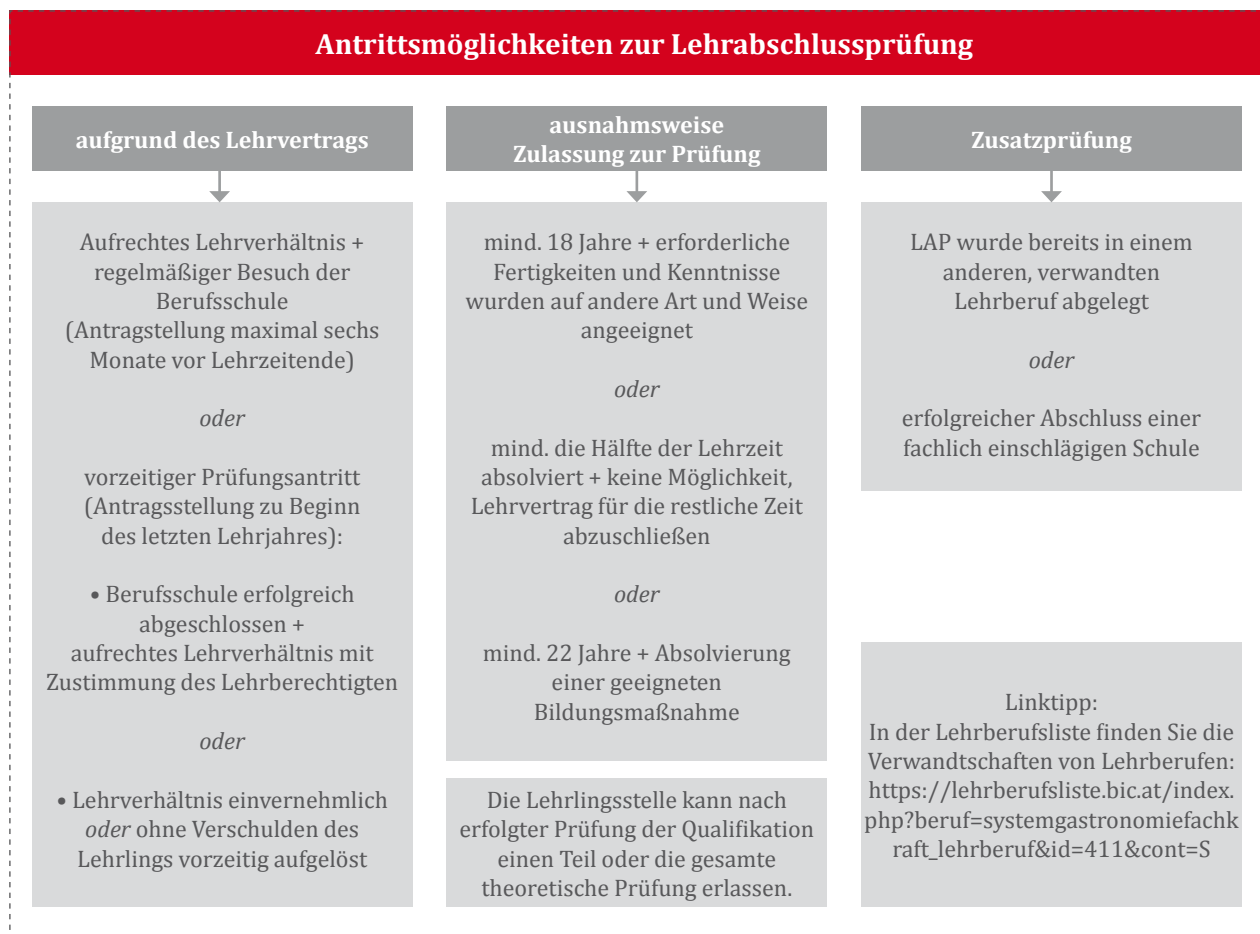 Antrittsmöglichkeiten zur Lehrabschlussprüfung
aufgrund des Lehrvertrags
Aufrechtes Lehrverhältnis +
regelmäßiger Besuch der
Berufsschule
(Antragstellung maximal sechs
Monate vor Lehrzeitende)
oder
vorzeitiger Prüfungsantritt
(Antragsstellung zu Beginn
des letzten Lehrjahres):
• Berufsschule erfolgreich
abgeschlossen +
aufrechtes Lehrverhältnis mit
Zustimmung des Lehrberechtigten
oder
• Lehrverhältnis einvernehmlich
oder ohne Verschulden des
Lehrlings vorzeitig aufgelöst
ausnahmsweise
Zulassung zur Prüfung
mind. 18 Jahre + erforderliche
Fertigkeiten und Kenntnisse
wurden auf andere Art und Weise
angeeignet
oder
mind. die Hälfte der Lehrzeit
absolviert + keine Möglichkeit,
Lehrvertrag für die restliche Zeit
abzuschließen
oder
mind. 22 Jahre + Absolvierung
einer geeigneten
Bildungsmaßnahme
Die Lehrlingsstelle kann nach
erfolgter Prüfung der Qualifikation
einen Teil oder die gesamte
theoretische Prüfung erlassen.
Zusatzprüfung
LAP wurde bereits in einem
anderen, verwandten
Lehrberuf abgelegt
oder
erfolgreicher Abschluss einer
fachlich einschlägigen Schule
Linktipp:
In der Lehrberufsliste finden Sie die
Verwandtschaften von Lehrberufen:
https://lehrberufsliste.bic.at/index.
php?beruf=systemgastronomiefachk
raft_lehrberuf&id=411&cont=S